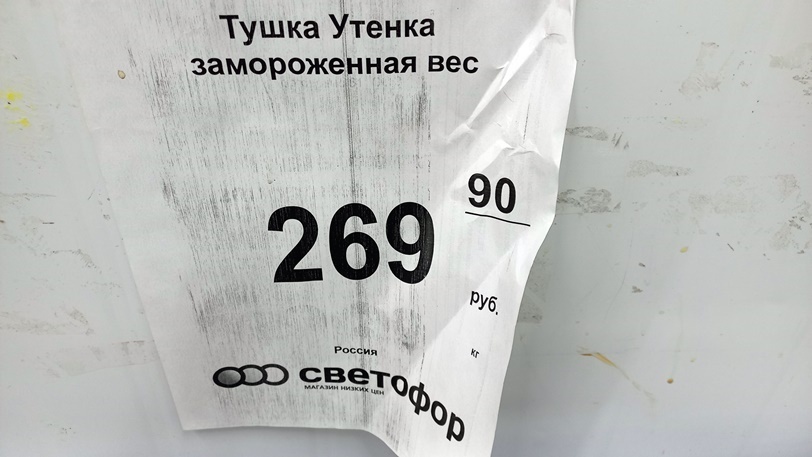 Тушка Утенка
замороженная вес
269 90
руб.
кг
Россия
светофор
МАГАЗИН НИЗКИХ ЦЕН